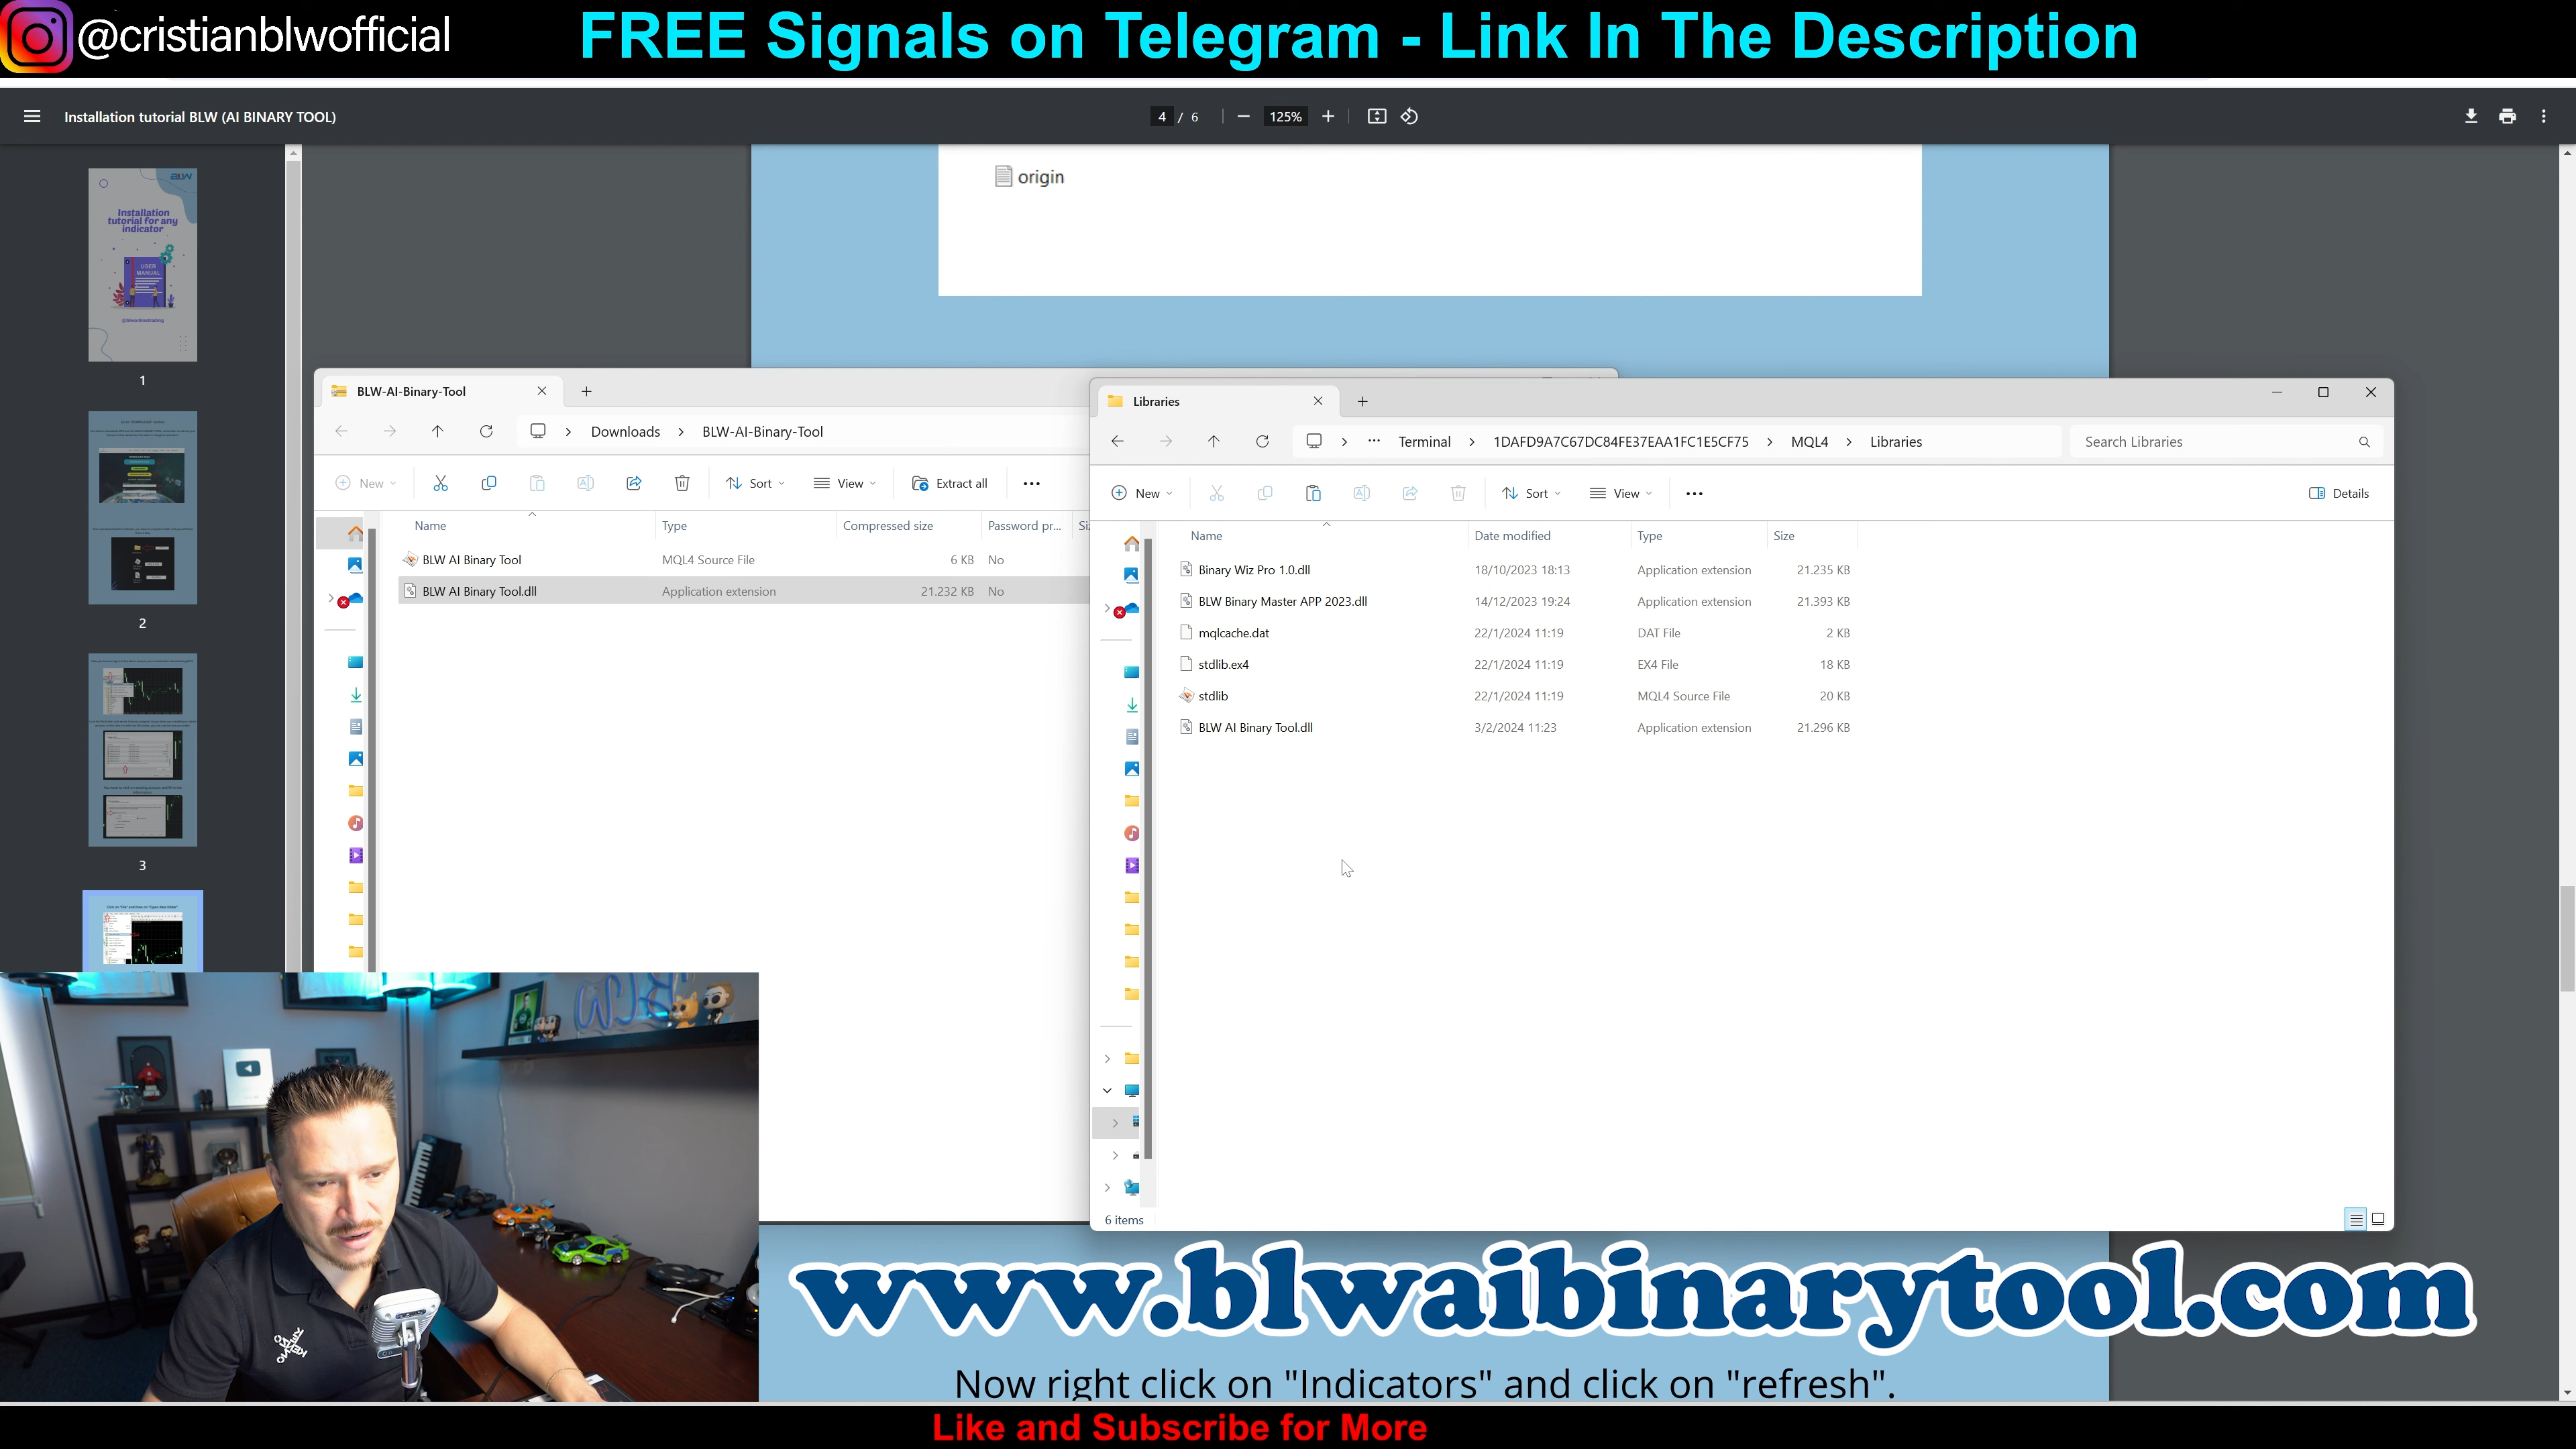 @cristianblwofficial
FREE Signals on Telegram - Link In The Description
Installation tutorial BLW (AI BINARY TOOL)
4 / 6
125%
BLW
Installation
tutorial for any
indicator
USER
MANUAL
1
2
3
origin
BLW-AI-Binary-Tool
Downloads
BLW-AI-Binary-Tool
New
Sort
View
Extract all
Name
Type
Compressed size
Password pr...
BLW AI Binary Tool
MQL4 Source File
6 KB
No
BLW AI Binary Tool.dll
Application extension
21.232 KB
No
Libraries
Terminal
1DAFD9A7C67DC84FE37EAA1FC1E5CF75
MQL4
Libraries
Search Libraries
New
Sort
View
Details
Name
Date modified
Type
Size
Binary Wiz Pro 1.0.dll
18/10/2023 18:13
Application extension
21.235 KB
BLW Binary Master APP 2023.dll
14/12/2023 19:24
Application extension
21.393 KB
mqlcache.dat
22/1/2024 11:19
DAT File
2 KB
stdlib.ex4
22/1/2024 11:19
EX4 File
18 KB
stdlib
22/1/2024 11:19
MQL4 Source File
20 KB
BLW AI Binary Tool.dll
3/2/2024 11:23
Application extension
21.296 KB
6 items
www.blwaibinarytool.com
Now right click on "Indicators" and click on "refresh".
Like and Subscribe for More